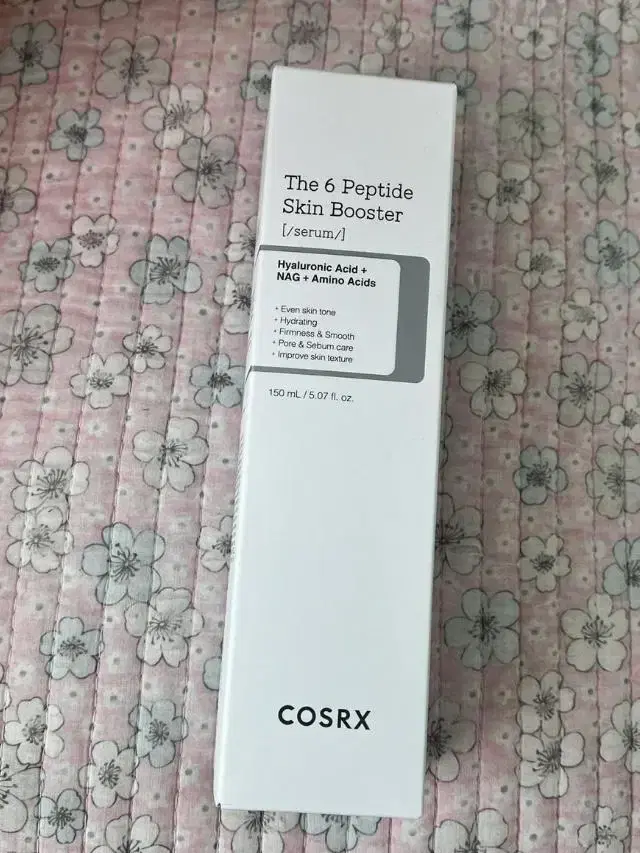 The 6 Peptide
Skin Booster
[/serum/]
Hyaluronic Acid +
NAG + Amino Acids
+ Even skin tone
+ Hydrating
+ Firmness & Smooth
+ Pore & Sebum care
+ Improve skin texture
150 mL / 5.07 fl. oz.
COSRX